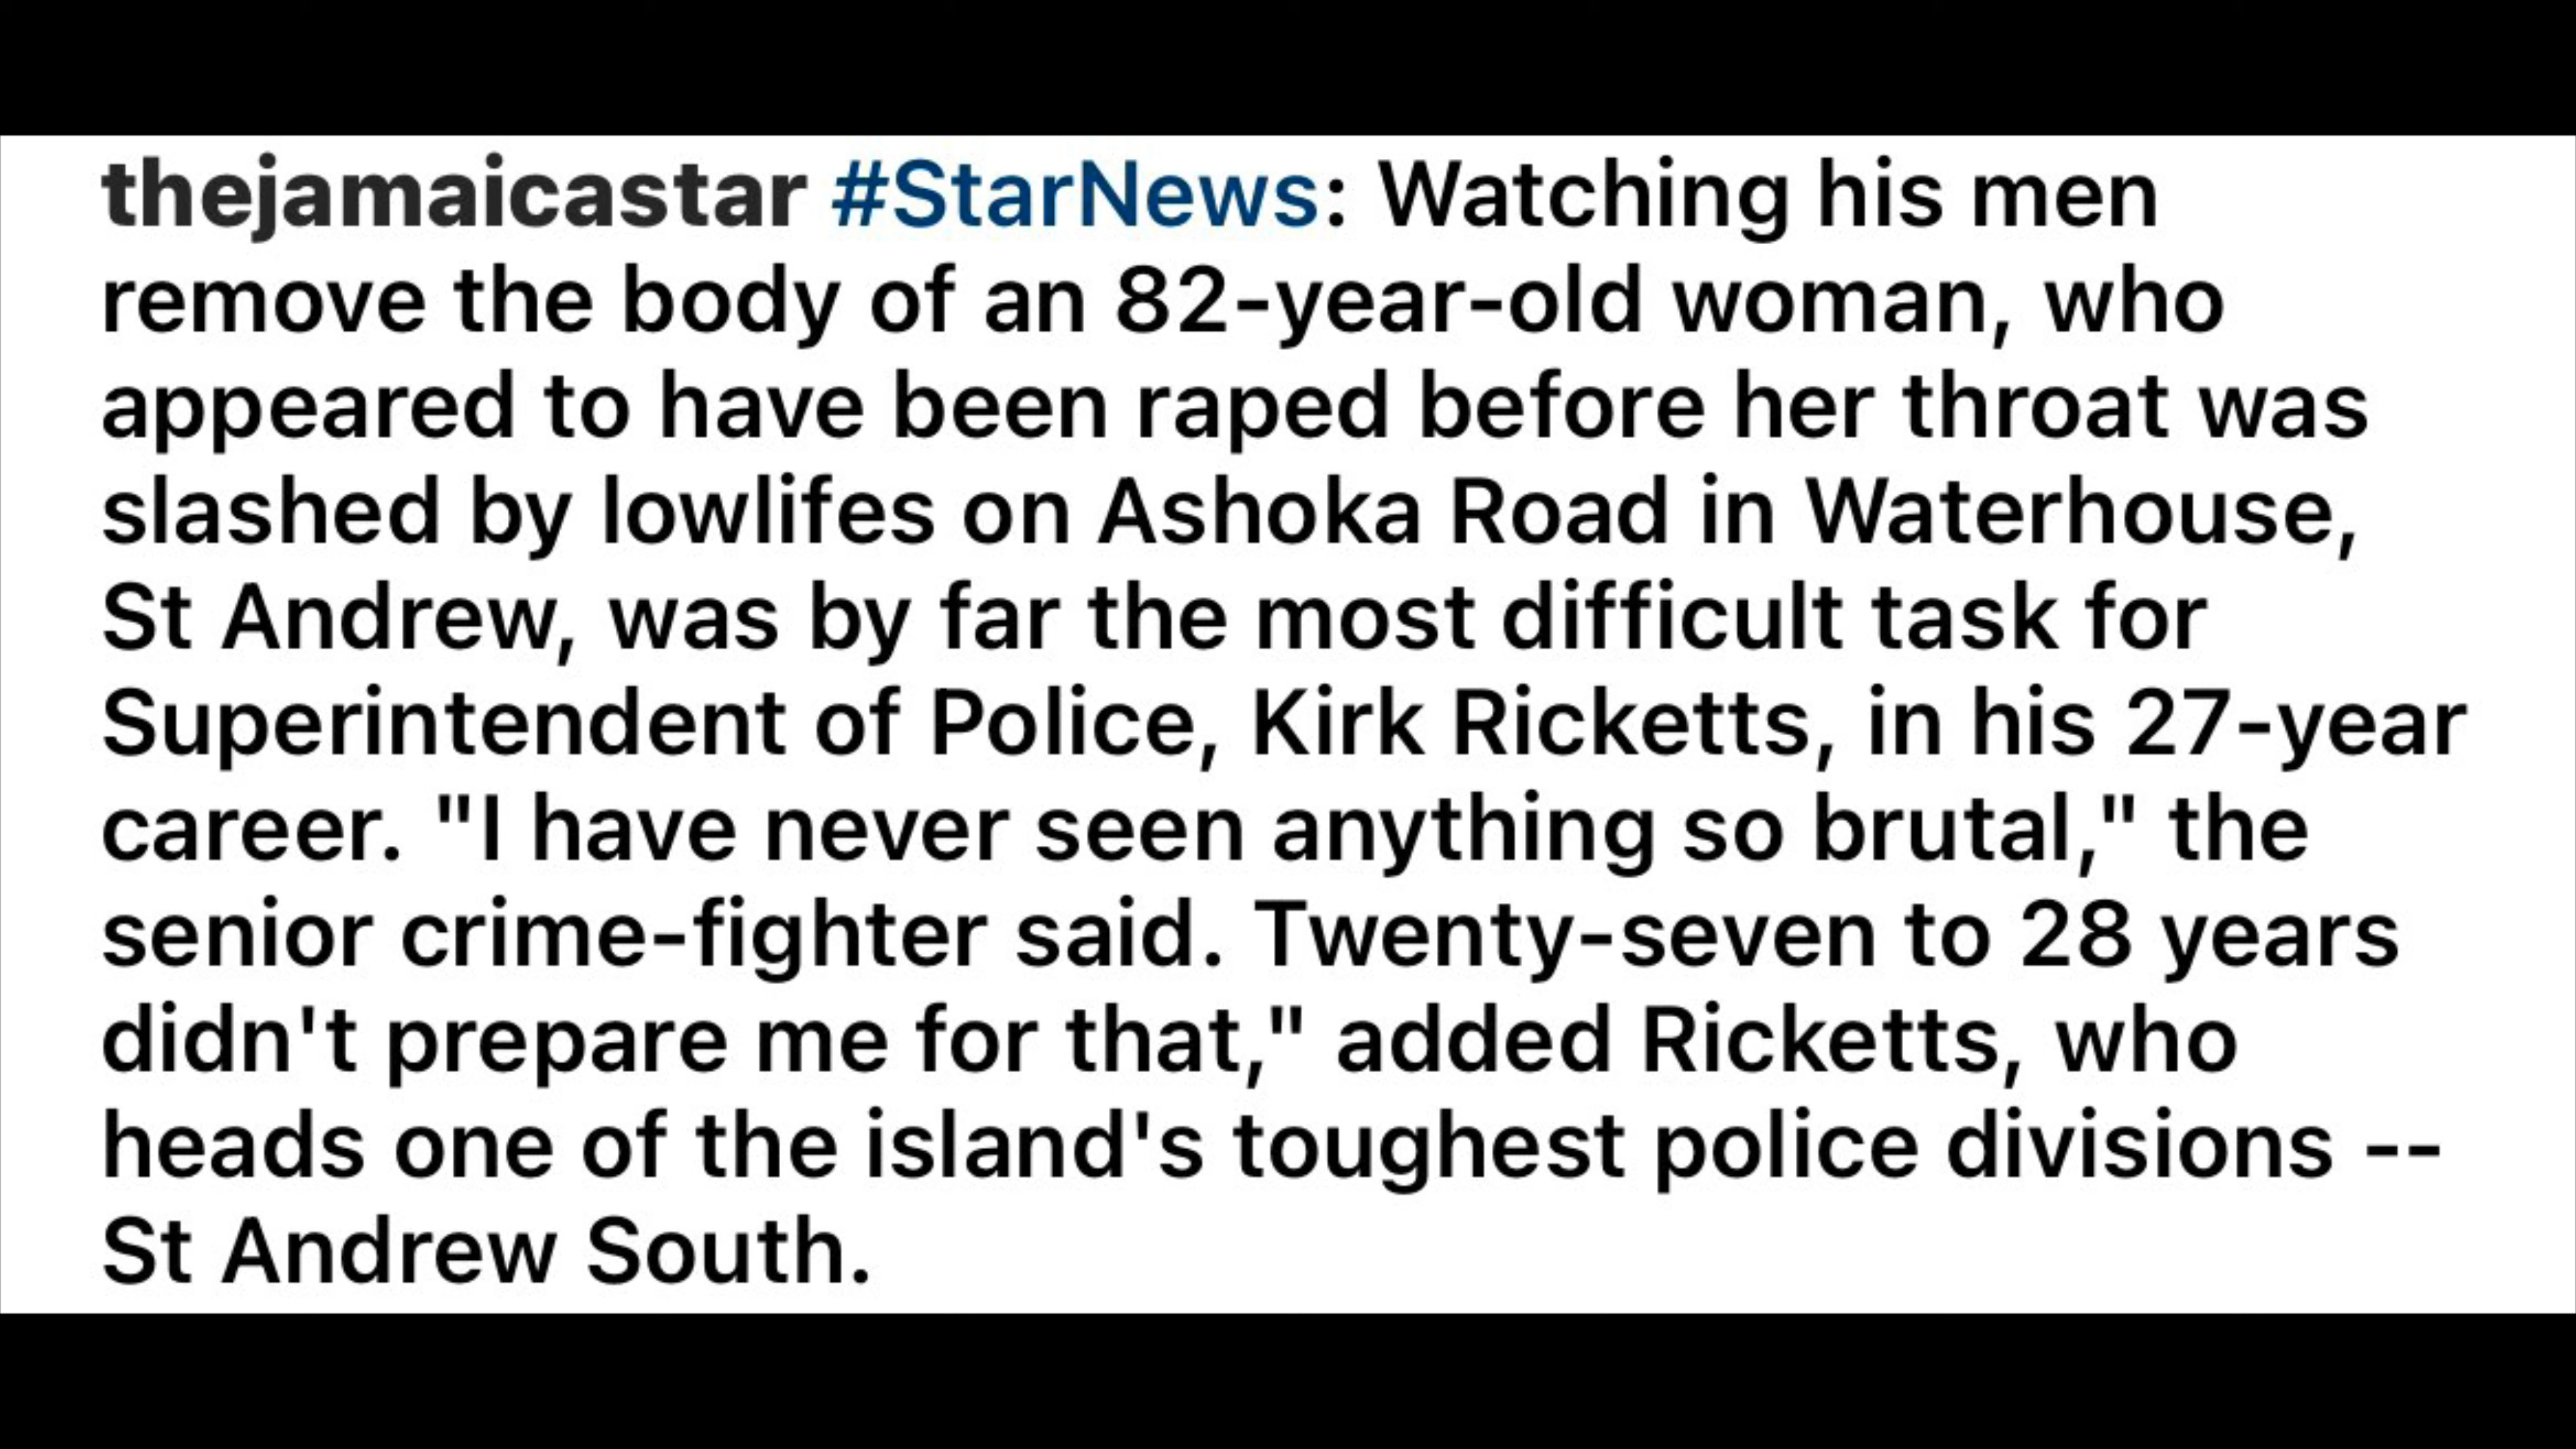 thejamaicastar #StarNews: Watching his men
remove the body of an 82-year-old woman, who
appeared to have been raped before her throat was
slashed by lowlifes on Ashoka Road in Waterhouse,
St Andrew, was by far the most difficult task for
Superintendent of Police, Kirk Ricketts, in his 27-year
career. "I have never seen anything so brutal," the
senior crime-fighter said. Twenty-seven to 28 years
didn't prepare me for that," added Ricketts, who
heads one of the island's toughest police divisions --
St Andrew South.